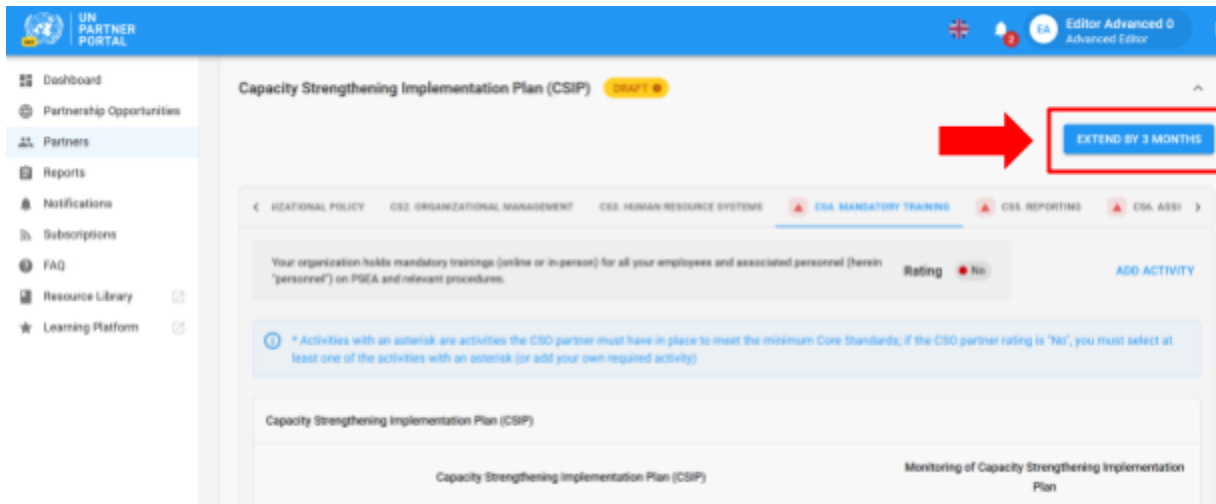 UN
PARTNER
PORTAL
2
EA
Editor Advanced 0
Advanced Editor
Dashboard
Partnership Opportunities
Partners
Reports
Notifications
Subscriptions
FAQ
Resource Library
Learning Platform
Capacity Strengthening Implementation Plan (CSIP)
DRAFT
EXTEND BY 3 MONTHS
IZATIONAL POLICY CS2. ORGANIZATIONAL MANAGEMENT CS3. HUMAN RESOURCE SYSTEMS CS4. MANDATORY TRAINING CS5. REPORTING CS6. ASSI
Your organization holds mandatory trainings (online or in-person) for all your employees and associated personnel (herein
"personnel") on PSEA and relevant procedures.
Rating No
ADD ACTIVITY
* Activities with an asterisk are activities the CSO partner must have in place to meet the minimum Core Standards; if the CSO partner rating is "No", you must select at
least one of the activities with an asterisk (or add your own required activity)
Capacity Strengthening Implementation Plan (CSIP)
Capacity Strengthening Implementation Plan (CSIP)
Monitoring of Capacity Strengthening Implementation
Plan